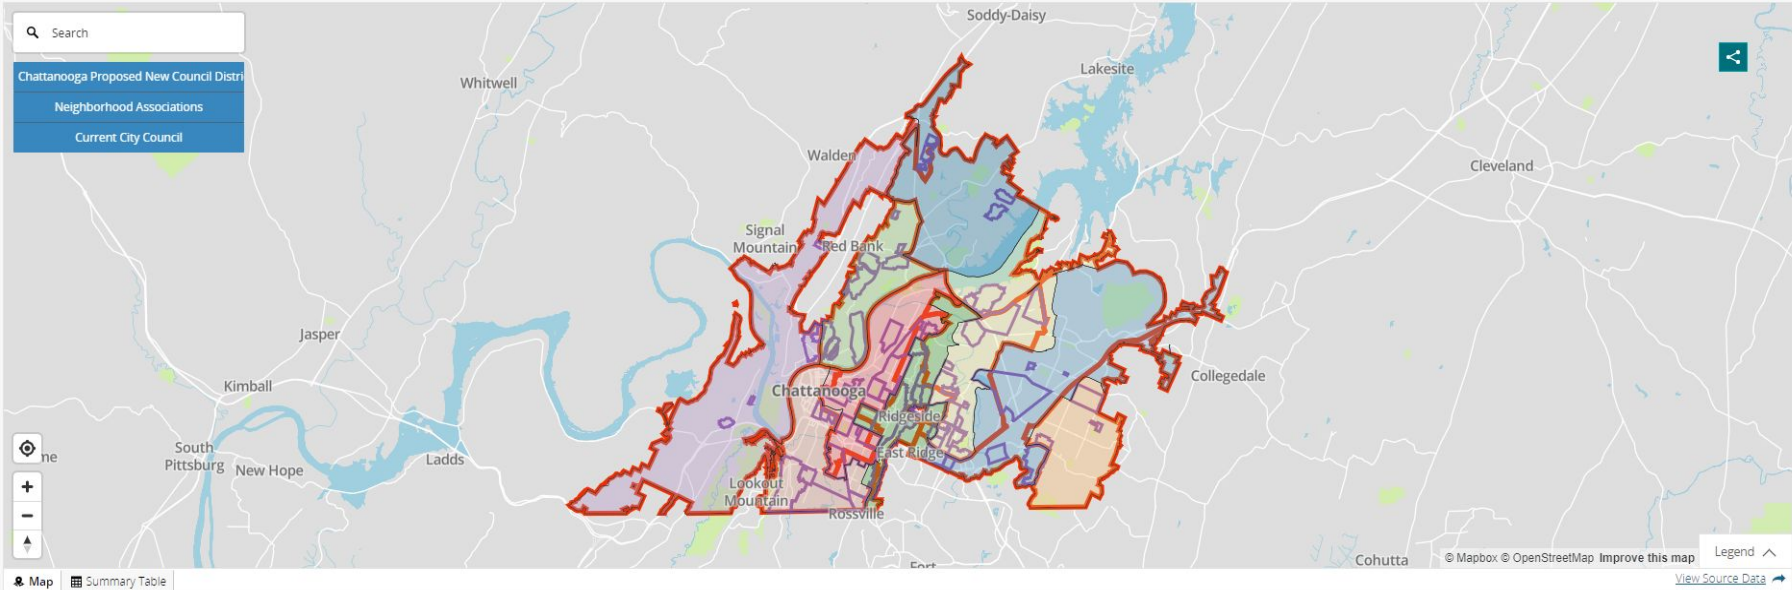 Search
Chattanooga Proposed New Council Distri
Neighborhood Associations
Current City Council
Soddy-Daisy
Lakesite
Whitwell
Walden
Cleveland
Signal
Mountain
Red Bank
Jasper
Kimball
Chattanooga
Collegedale
Ridgeside
South
Pittsburg
New Hope
Ladds
East Ridge
me
Lookout
Mountain
Rossville
Fort
Cohutta
© Mapbox © OpenStreetMap Improve this map
Legend
Map
Summary Table
View Source Data